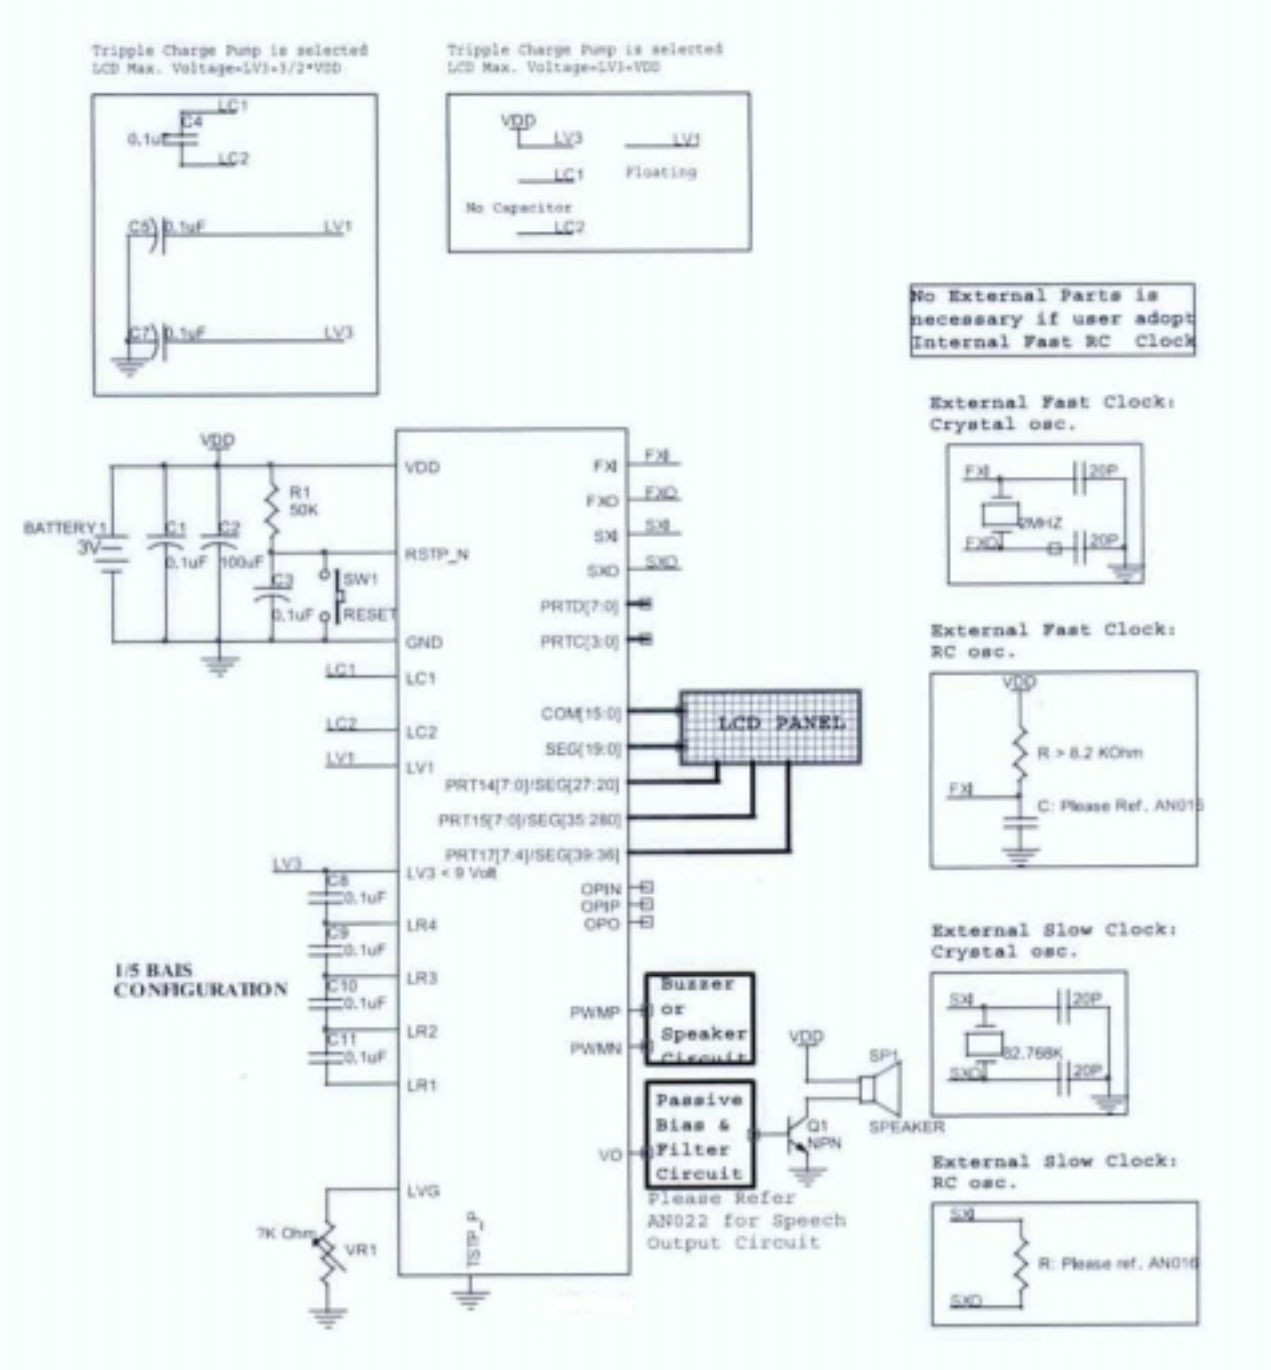 Tripple Charge Pump is selected
LCD Max. Voltage=LV3=3/2*VDD
LC1
C4
0.1uF
LC2
C5
0.1uF
LV1
C7
0.1uF
LV3
Tripple Charge Pump is selected
LCD Max. Voltage=LV3=VDD
VDD
LV3
LV1
LC1
Floating
No Capacitor
LC2
No External Parts is
necessary if user adopt
Internal Fast RC Clock
External Fast Clock:
Crystal osc.
FXI
20P
2MHZ
FXO
20P
External Fast Clock:
RC osc.
VDD
R > 8.2 KOhm
FXI
C: Please Ref. AN015
External Slow Clock:
Crystal osc.
SXI
20P
32.768K
SXO
20P
External Slow Clock:
RC osc.
SXI
R: Please ref. AN016
SXO
VDD
BATTERY1
3V
C1
0.1uF
C2
100uF
R1
50K
C3
0.1uF
SW1
RESET
VDD
RSTP_N
GND
LC1
LC1
LC2
LC2
LV1
LV1
LV3
LV3 < 9 Volt
C8
0.1uF
LR4
C9
0.1uF
LR3
C10
0.1uF
LR2
C11
0.1uF
LR1
1/5 BAIS
CONFIGURATION
LVG
?K Ohm
VR1
TSTP_P
FXI
FXI
FXO
FXO
SXI
SXI
SXO
SXO
PRTD[7:0]
PRTC[3:0]
COM[15:0]
SEG[19:0]
LCD PANEL
PRT14[7:0]/SEG[27:20]
PRT15[7:0]/SEG[35:280]
PRT17[7:4]/SEG[39:36]
OPIN
OPIP
OPO
PWMP
PWMN
Buzzer
or
Speaker
Circuit
VO
Passive
Bias &
Filter
Circuit
VDD
SP1
SPEAKER
Q1
NPN
Please Refer
AN022 for Speech
Output Circuit